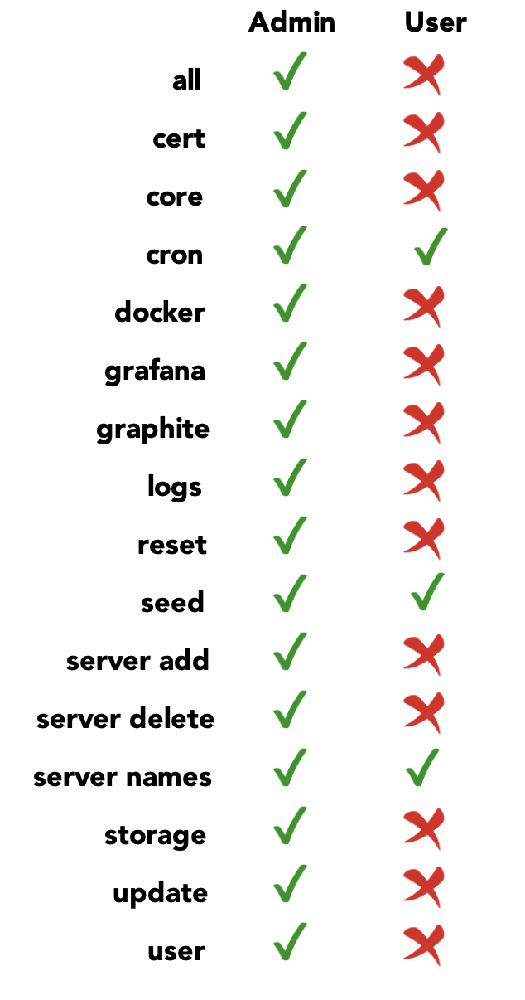 Admin User
all ✓ ✗
cert ✓ ✗
core ✓ ✗
cron ✓ ✓
docker ✓ ✗
grafana ✓ ✗
graphite ✓ ✗
logs ✓ ✗
reset ✓ ✗
seed ✓ ✓
server add ✓ ✗
server delete ✓ ✗
server names ✓ ✓
storage ✓ ✗
update ✓ ✗
user ✓ ✗